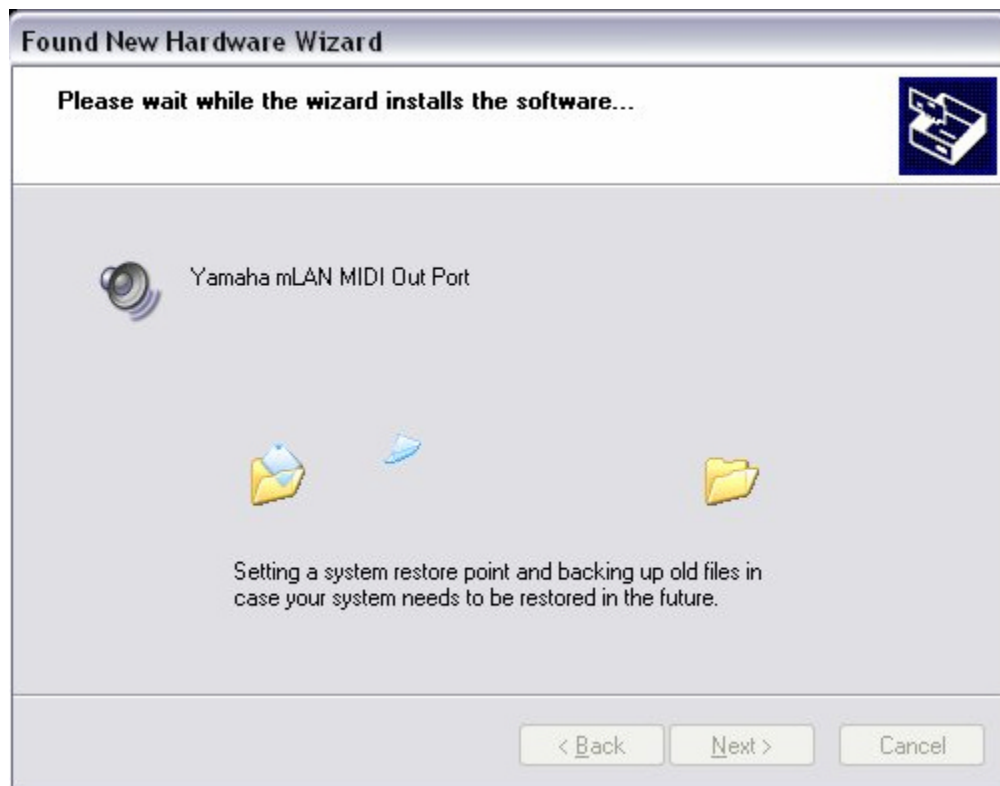 Found New Hardware Wizard
Please wait while the wizard installs the software...
Yamaha mLAN MIDI Out Port
Setting a system restore point and backing up old files in
case your system needs to be restored in the future.
< Back
Next >
Cancel